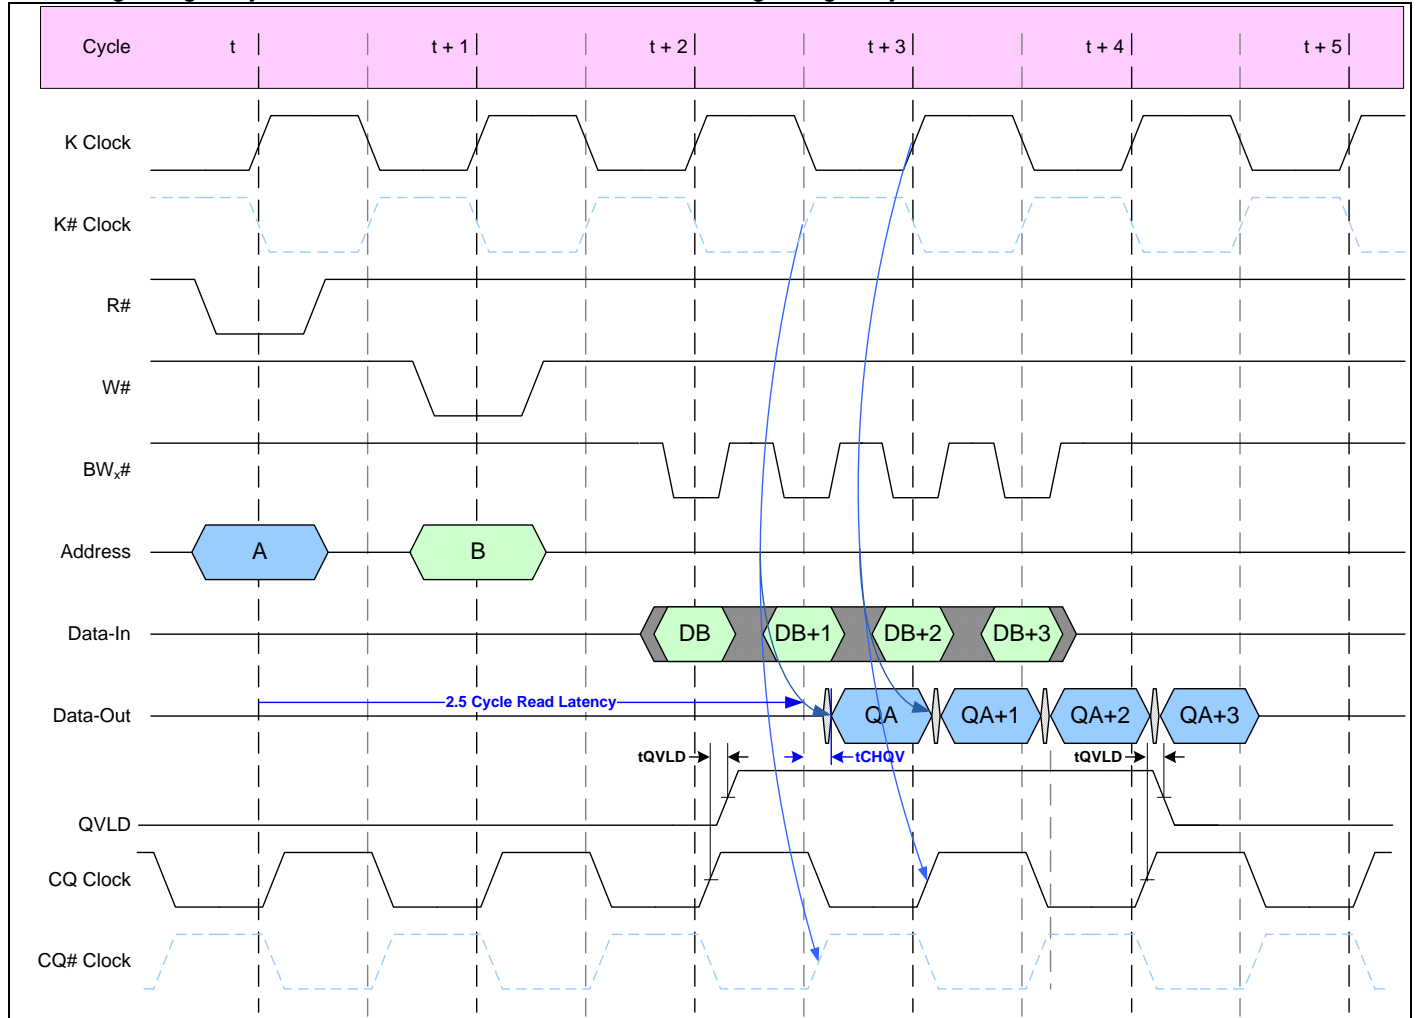 Cycle t t + 1 t + 2 t + 3 t + 4 t + 5
K Clock
K# Clock
R#
W#
BWx#
Address A B
Data-In DB DB+1 DB+2 DB+3
2.5 Cycle Read Latency
Data-Out QA QA+1 QA+2 QA+3
tQVLD tCHQV tQVLD
QVLD
CQ Clock
CQ# Clock